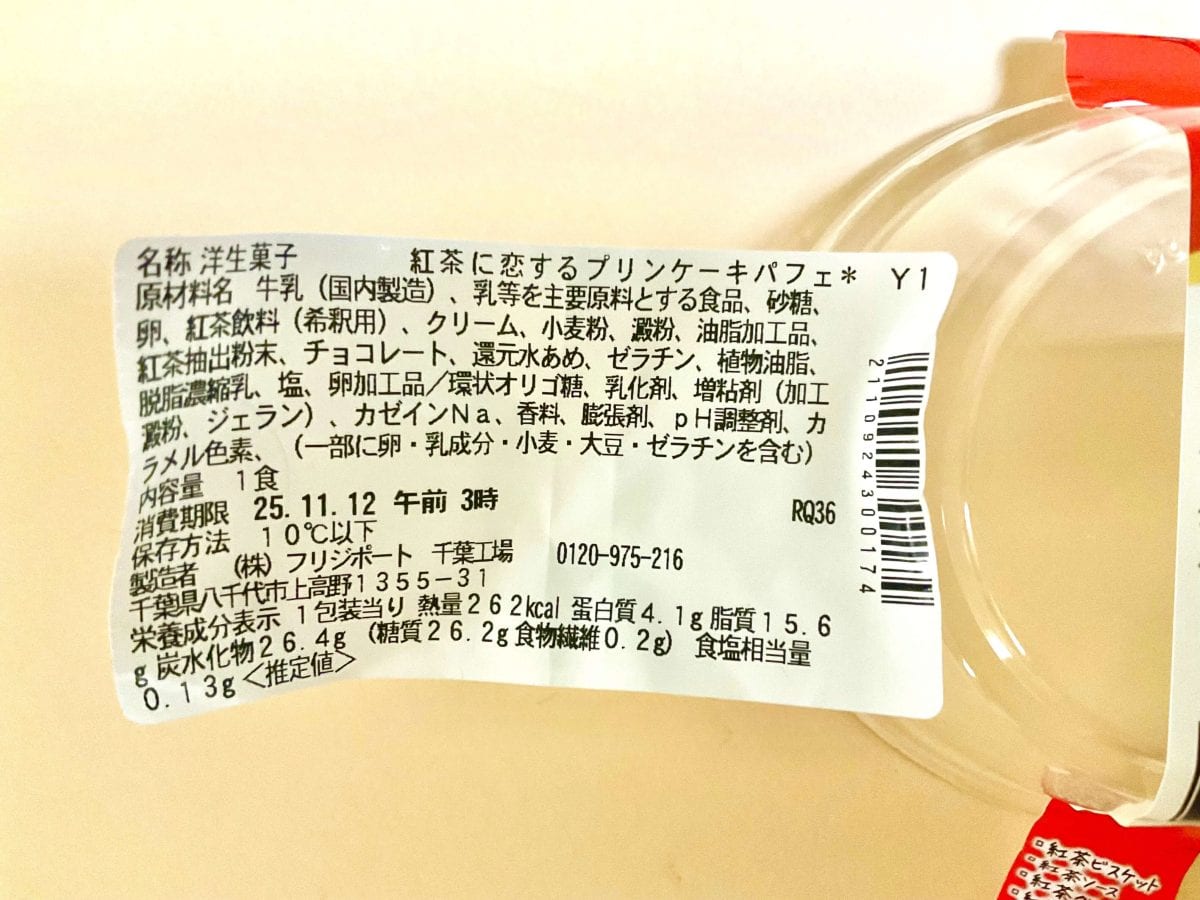 名称 洋生菓子 紅茶に恋するプリンケーキパフェ* Y1
原材料名 牛乳(国内製造)、乳等を主要原料とする食品、砂糖、
卵、紅茶飲料(希釈用)、クリーム、小麦粉、澱粉、油脂加工品、
紅茶抽出粉末、チョコレート、還元水あめ、ゼラチン、植物油脂、
脱脂濃縮乳、塩、卵加工品/環状オリゴ糖、乳化剤、増粘剤(加工
澱粉、ジェラン)、カゼインNa、香料、膨張剤、pH調整剤、カ
ラメル色素、(一部に卵・乳成分・小麦・大豆・ゼラチンを含む)
内容量 1食
消費期限 25.11.12 午前 3時 RQ36
保存方法 10℃以下
製造者 (株)フリジポート 千葉工場 0120-975-216
千葉県八千代市上高野1355-31
栄養成分表示 1包装当り 熱量262kcal 蛋白質4.1g 脂質15.6
g 炭水化物26.4g (糖質26.2g 食物繊維0.2g) 食塩相当量
0.13g <推定値>
2110924300174
紅茶ビスケット
紅茶ソース
紅茶